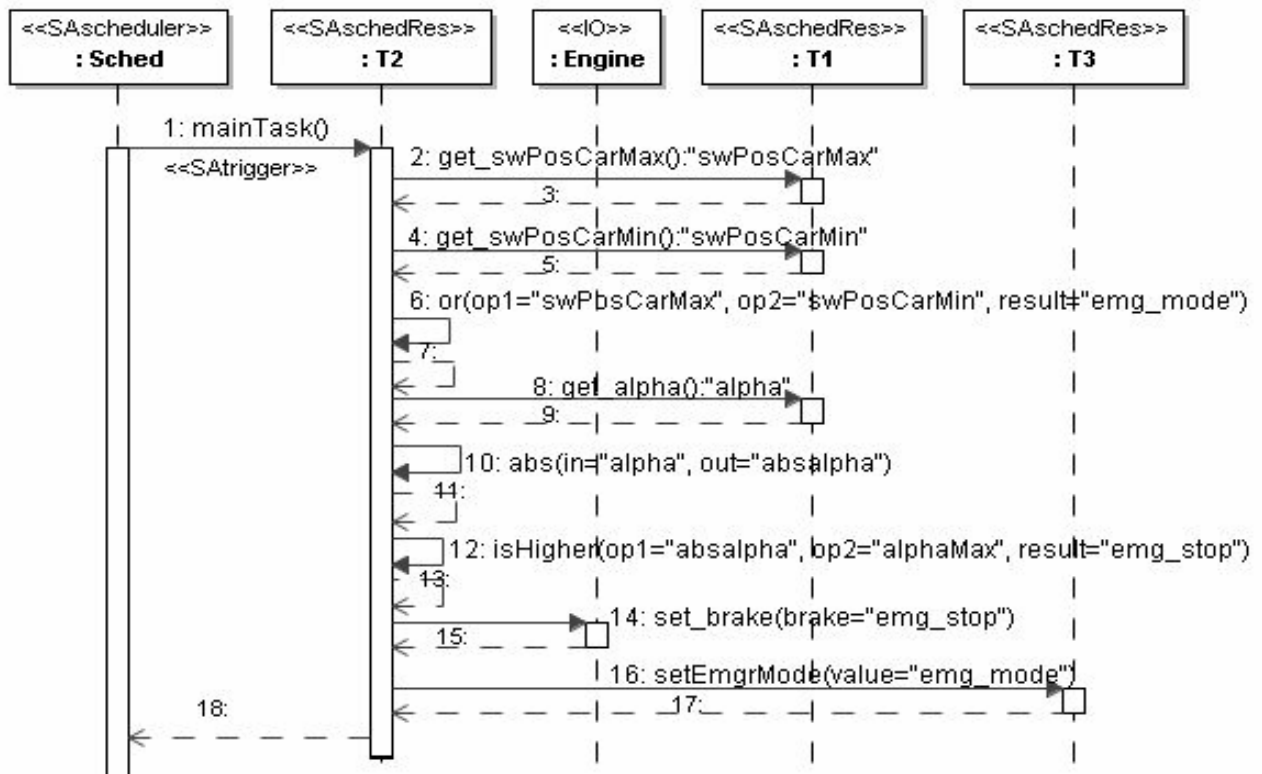 <<SAscheduler>>
: Sched
<<SAschedRes>>
: T2
<<IO>>
: Engine
<<SAschedRes>>
: T1
<<SAschedRes>>
: T3
1: mainTask()
<<SAtrigger>>
2: get_swPosCarMax():"swPosCarMax"
3:
4: get_swPosCarMin():"swPosCarMin"
5:
6: or(op1="swPosCarMax", op2="swPosCarMin", result="emg_mode")
7:
8: get_alpha():"alpha"
9:
10: abs(in="alpha", out="absalpha")
11:
12: isHigher(op1="absalpha", op2="alphaMax", result="emg_stop")
13:
14: set_brake(brake="emg_stop")
15:
16: setEmgrMode(value="emg_mode")
17:
18: